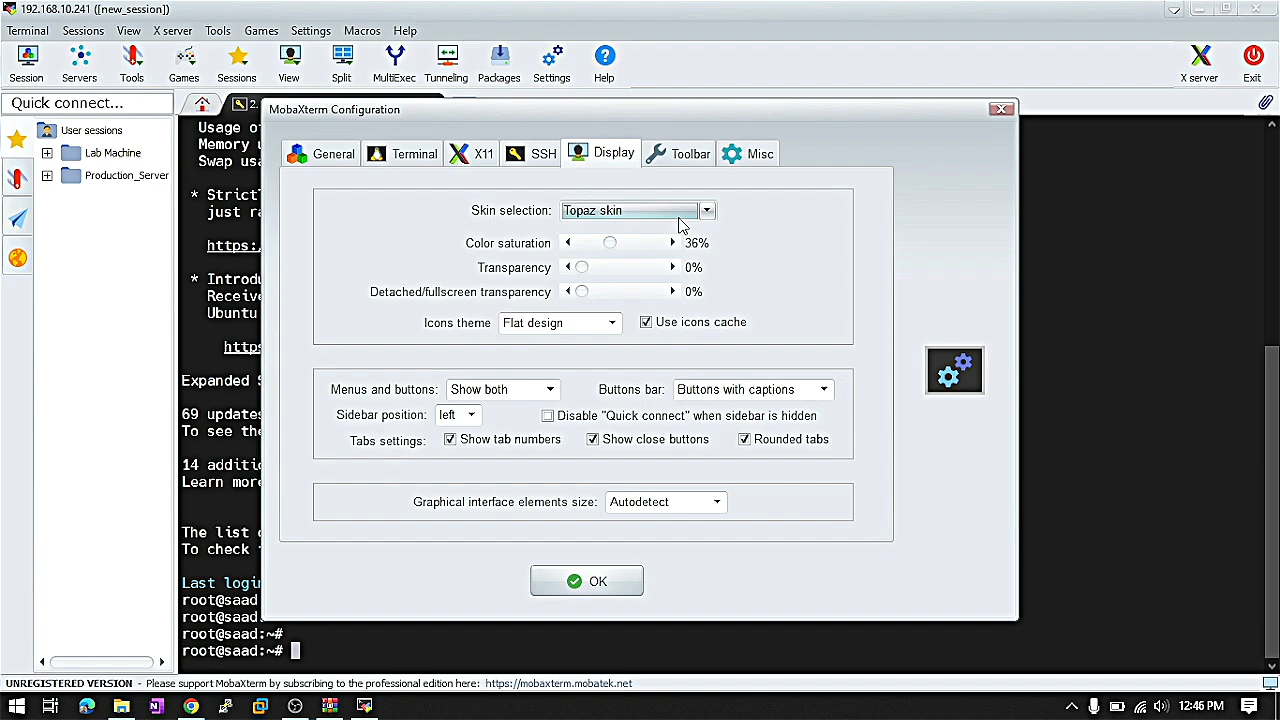 192.168.10.241 ([new_session])
Terminal Sessions View X server Tools Games Settings Macros Help
Session Servers Tools Games Sessions View Split MultiExec Tunneling Packages Settings Help X server Exit
Quick connect...
2.
User sessions
Lab Machine
Production_Server
Usage of
Memory u
Swap usa
* Strict
just ra
https:/
* Introdu
Receive
Ubuntu
https
Expanded S
69 updates
To see the
14 additio
Learn more
The list o
To check f
Last login
root@saad:
root@saad:
root@saad:~#
root@saad:~#
MobaXterm Configuration
General Terminal X11 SSH Display Toolbar Misc
Skin selection: Topaz skin
Color saturation 36%
Transparency 0%
Detached/fullscreen transparency 0%
Icons theme Flat design Use icons cache
Menus and buttons: Show both Buttons bar: Buttons with captions
Sidebar position: left Disable "Quick connect" when sidebar is hidden
Tabs settings: Show tab numbers Show close buttons Rounded tabs
Graphical interface elements size: Autodetect
OK
UNREGISTERED VERSION - Please support MobaXterm by subscribing to the professional edition here: https://mobaxterm.mobatek.net
12:46 PM